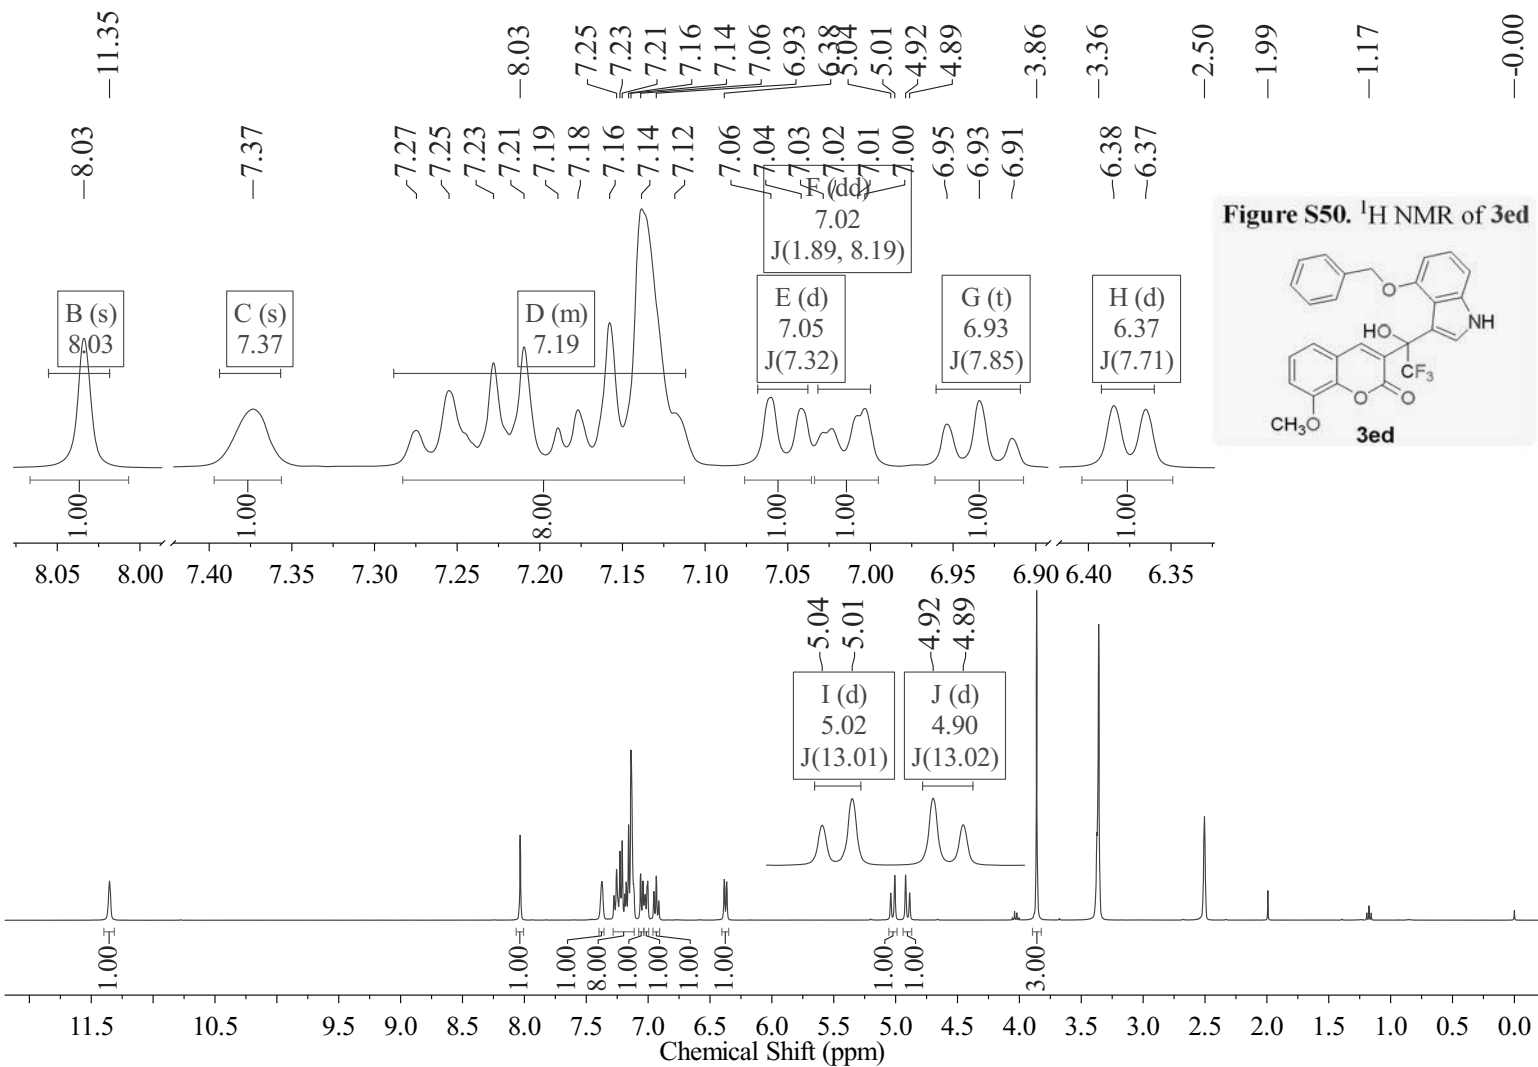 −11.35
−8.03
7.25
7.23
7.21
7.16
7.14
7.06
6.93
6.38
5.04
5.01
4.92
4.89
−3.86
−3.36
−2.50
−1.99
−1.17
−-0.00
−8.03
−7.37
7.27
7.25
7.23
7.21
7.19
7.18
7.16
7.14
7.12
7.06
7.04
7.03
7.02
7.01
7.00
6.95
6.93
6.91
6.38
6.37
F (dd)
7.02
J(1.89, 8.19)
B (s)
8.03
C (s)
7.37
D (m)
7.19
E (d)
7.05
J(7.32)
G (t)
6.93
J(7.85)
H (d)
6.37
J(7.71)
Figure S50. ¹H NMR of 3ed
O
NH
HO
CF₃
O
O
CH₃O
3ed
1.00
1.00
8.00
1.00
1.00
1.00
1.00
8.05 8.00 7.40 7.35 7.30 7.25 7.20 7.15 7.10 7.05 7.00 6.95 6.90 6.40 6.35
5.04
5.01
4.92
4.89
I (d)
5.02
J(13.01)
J (d)
4.90
J(13.02)
1.00
1.00
1.00
8.00
1.00
1.00
1.00
1.00
1.00
1.00
3.00
11.5 10.5 9.5 9.0 8.5 8.0 7.5 7.0 6.5 6.0 5.5 5.0 4.5 4.0 3.5 3.0 2.5 2.0 1.5 1.0 0.5 0.0
Chemical Shift (ppm)